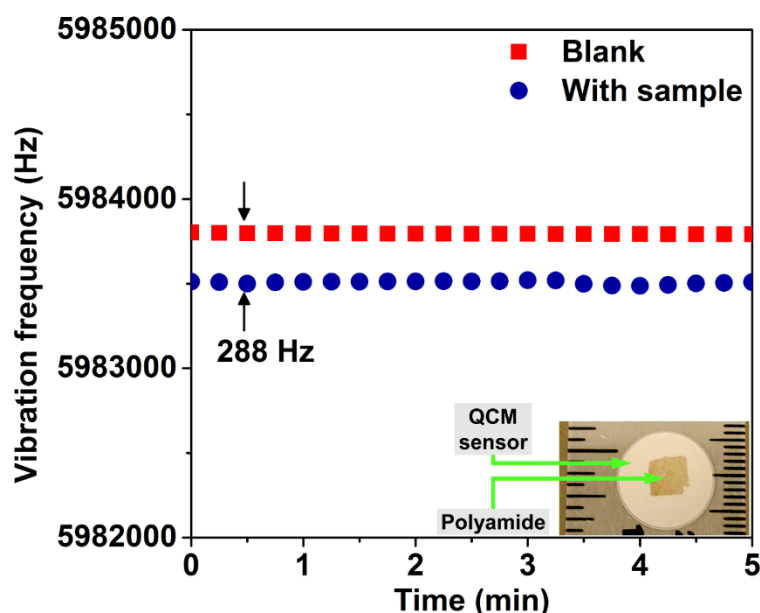 5985000
Blank
With sample
5984000
288 Hz
5983000
QCM
sensor
Polyamide
5982000
0 1 2 3 4 5
Time (min)
Vibration frequency (Hz)